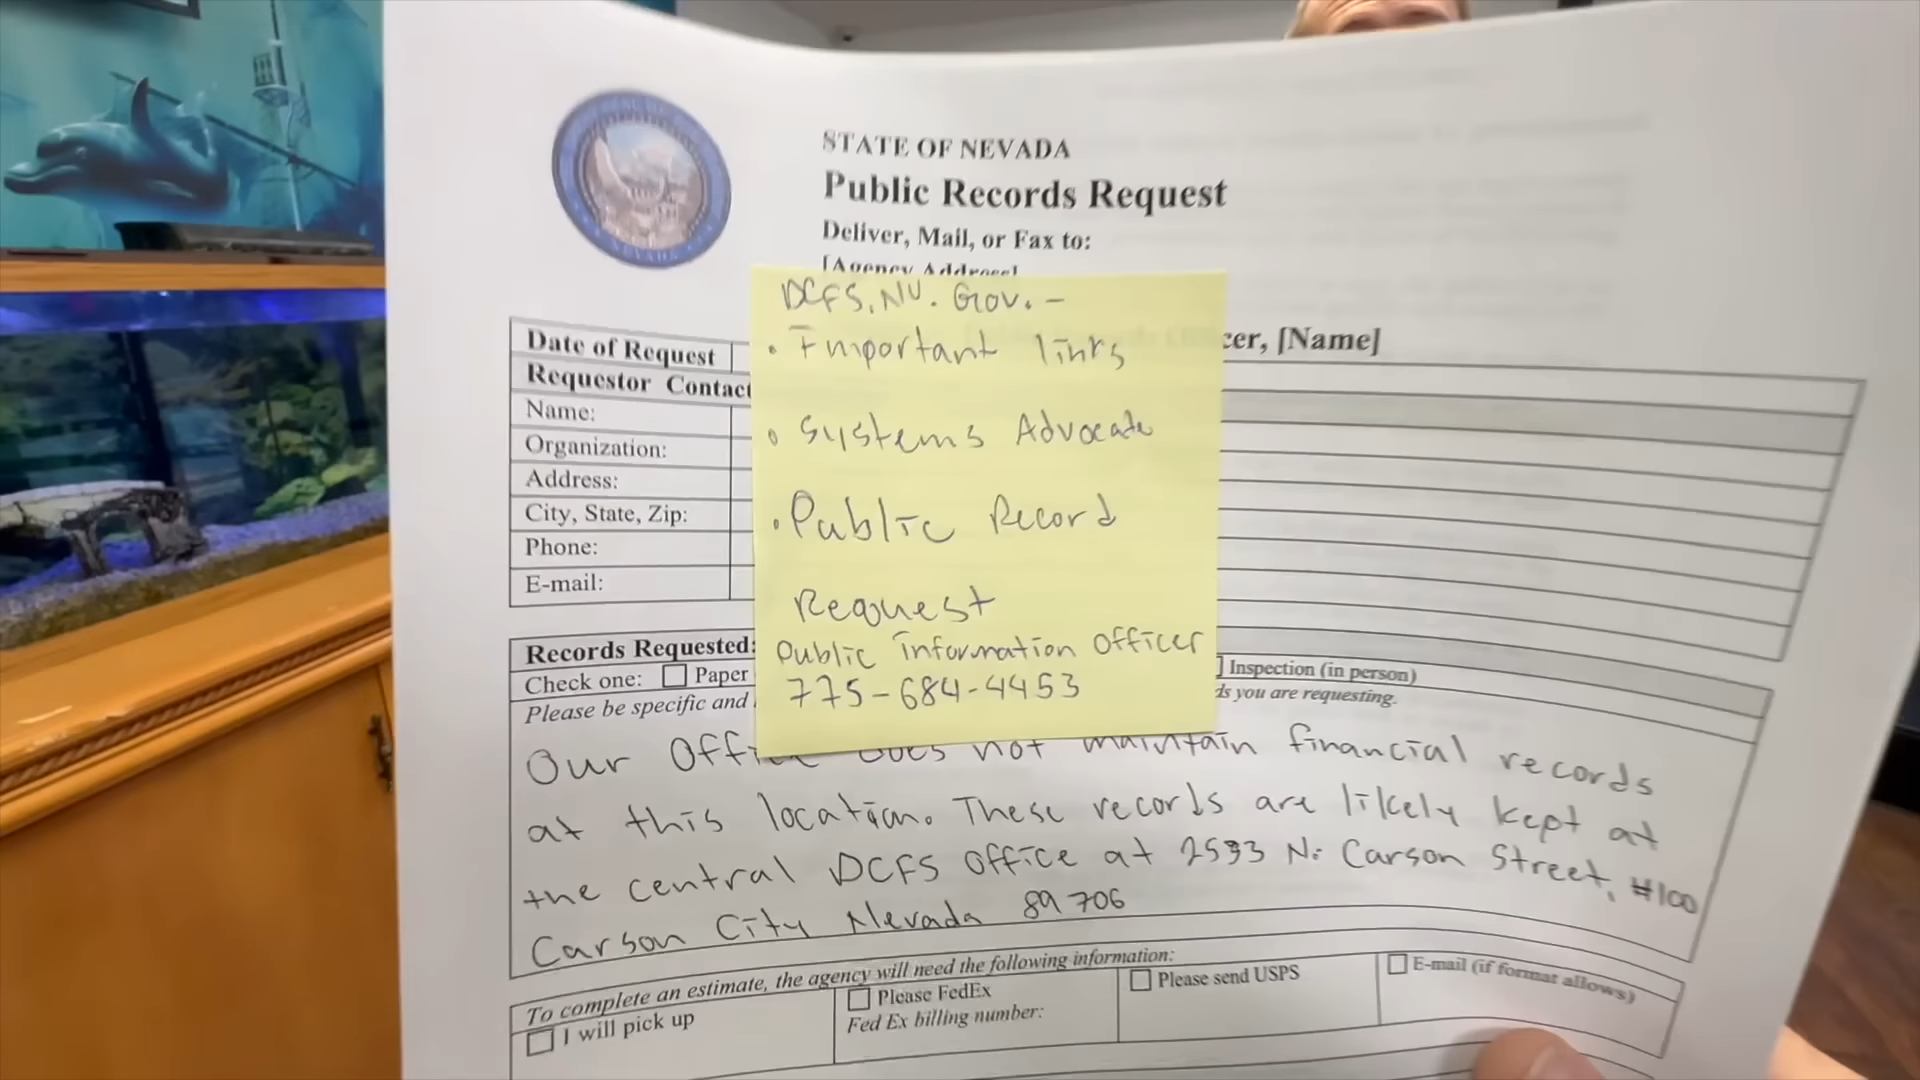 STATE OF NEVADA
Public Records Request
Deliver, Mail, or Fax to:
[Agency Address]
cer, [Name]
Date of Request
Requestor Contact
Name:
Organization:
Address:
City, State, Zip:
Phone:
E-mail:
DCFS.NV.Gov.-
• Important links
• Systems Advocate
• Public Record
Request
Public Information Officer
775-684-4453
Records Requested:
Check one: Paper Inspection (in person)
Please be specific and ds you are requesting.
Our Office does not maintain financial records
at this location. These records are likely kept at
the central DCFS office at 2593 N. Carson Street, #100
Carson City Nevada 89706
To complete an estimate, the agency will need the following information:
I will pick up
Please FedEx
Fed Ex billing number:
Please send USPS
E-mail (if format allows)